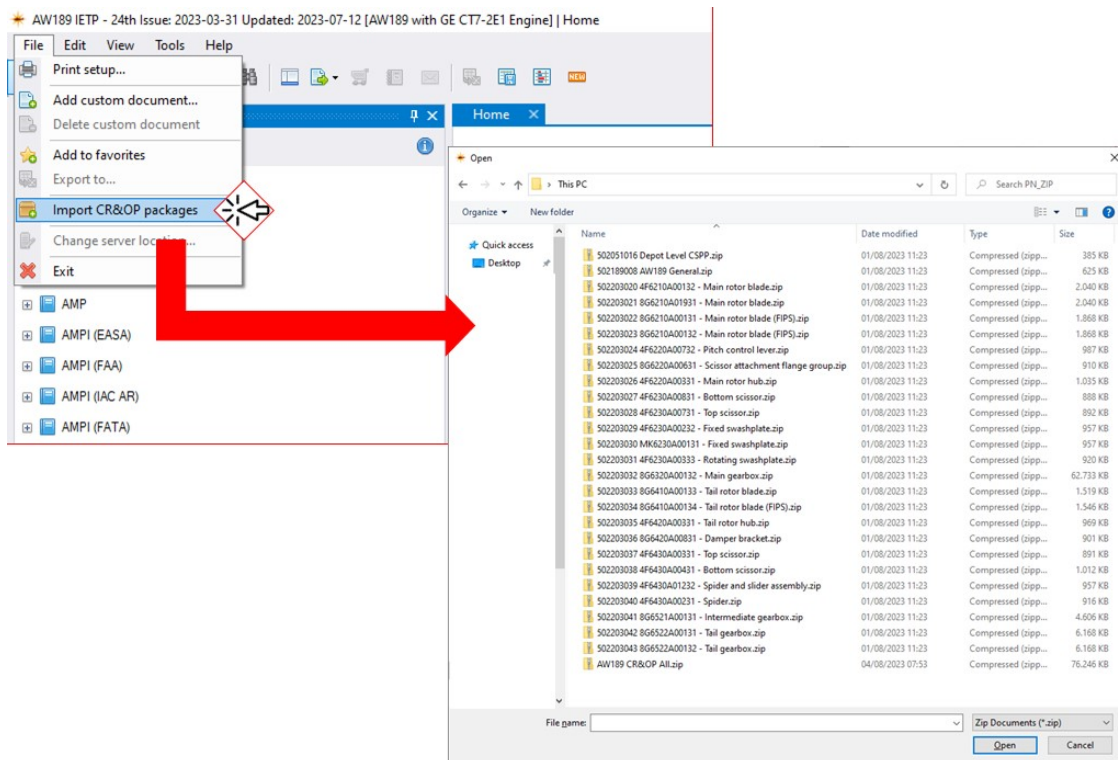 AW189 IETP - 24th Issue: 2023-03-31 Updated: 2023-07-12 [AW189 with GE CT7-2E1 Engine] | Home
File Edit View Tools Help
Print setup...
Add custom document...
Delete custom document
Add to favorites
Export to...
Import CR&OP packages
Change server location...
Exit
NEW
Home
AMP
AMPI (EASA)
AMPI (FAA)
AMPI (IAC AR)
AMPI (FATA)
Open
This PC
Search PN_ZIP
Organize New folder
Quick access
Desktop
Name Date modified Type Size
502051016 Depot Level CSPP.zip 01/08/2023 11:23 Compressed (zipp... 385 KB
502189008 AW189 General.zip 01/08/2023 11:23 Compressed (zipp... 625 KB
502203020 4F6210A00132 - Main rotor blade.zip 01/08/2023 11:23 Compressed (zipp... 2.040 KB
502203021 8G6210A01931 - Main rotor blade.zip 01/08/2023 11:23 Compressed (zipp... 2.040 KB
502203022 8G6210A00131 - Main rotor blade (FIPS).zip 01/08/2023 11:23 Compressed (zipp... 1.868 KB
502203023 8G6210A00132 - Main rotor blade (FIPS).zip 01/08/2023 11:23 Compressed (zipp... 1.868 KB
502203024 4F6220A00732 - Pitch control lever.zip 01/08/2023 11:23 Compressed (zipp... 987 KB
502203025 8G6220A00631 - Scissor attachment flange group.zip 01/08/2023 11:23 Compressed (zipp... 910 KB
502203026 4F6220A00331 - Main rotor hub.zip 01/08/2023 11:23 Compressed (zipp... 1.035 KB
502203027 4F6230A00831 - Bottom scissor.zip 01/08/2023 11:23 Compressed (zipp... 888 KB
502203028 4F6230A00731 - Top scissor.zip 01/08/2023 11:23 Compressed (zipp... 892 KB
502203029 4F6230A00232 - Fixed swashplate.zip 01/08/2023 11:23 Compressed (zipp... 957 KB
502203030 MK6230A00131 - Fixed swashplate.zip 01/08/2023 11:23 Compressed (zipp... 957 KB
502203031 4F6230A00333 - Rotating swashplate.zip 01/08/2023 11:23 Compressed (zipp... 920 KB
502203032 8G6320A00132 - Main gearbox.zip 01/08/2023 11:23 Compressed (zipp... 62.733 KB
502203033 8G6410A00133 - Tail rotor blade.zip 01/08/2023 11:23 Compressed (zipp... 1.519 KB
502203034 8G6410A00134 - Tail rotor blade (FIPS).zip 01/08/2023 11:23 Compressed (zipp... 1.546 KB
502203035 4F6420A00331 - Tail rotor hub.zip 01/08/2023 11:23 Compressed (zipp... 969 KB
502203036 8G6420A00831 - Damper bracket.zip 01/08/2023 11:23 Compressed (zipp... 901 KB
502203037 4F6430A00331 - Top scissor.zip 01/08/2023 11:23 Compressed (zipp... 891 KB
502203038 4F6430A00431 - Bottom scissor.zip 01/08/2023 11:23 Compressed (zipp... 1.012 KB
502203039 4F6430A01232 - Spider and slider assembly.zip 01/08/2023 11:23 Compressed (zipp... 957 KB
502203040 4F6430A00231 - Spider.zip 01/08/2023 11:23 Compressed (zipp... 916 KB
502203041 8G6521A00131 - Intermediate gearbox.zip 01/08/2023 11:23 Compressed (zipp... 4.606 KB
502203042 8G6522A00131 - Tail gearbox.zip 01/08/2023 11:23 Compressed (zipp... 6.168 KB
502203043 8G6522A00132 - Tail gearbox.zip 01/08/2023 11:23 Compressed (zipp... 6.168 KB
AW189 CR&OP All.zip 04/08/2023 07:53 Compressed (zipp... 76.246 KB
File name: Zip Documents (*.zip)
Open Cancel